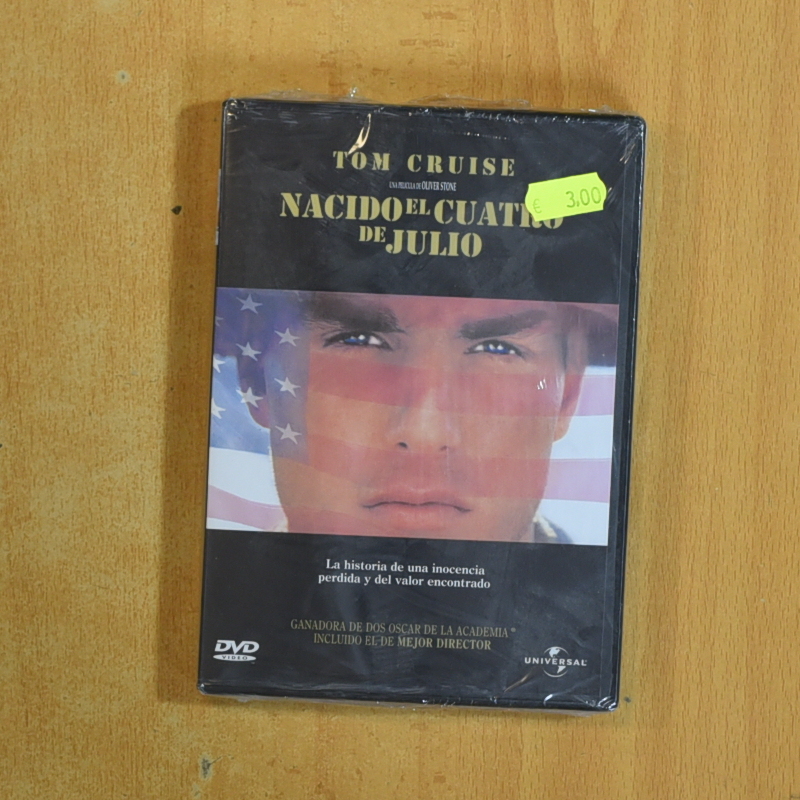 TOM CRUISE
UNA PELICULA DE OLIVER STONE
€ 3,00
NACIDO EL CUATRO
DE JULIO
La historia de una inocencia
perdida y del valor encontrado
GANADORA DE DOS OSCAR DE LA ACADEMIA®
INCLUIDO EL DE MEJOR DIRECTOR
DVD
VIDEO
UNIVERSAL